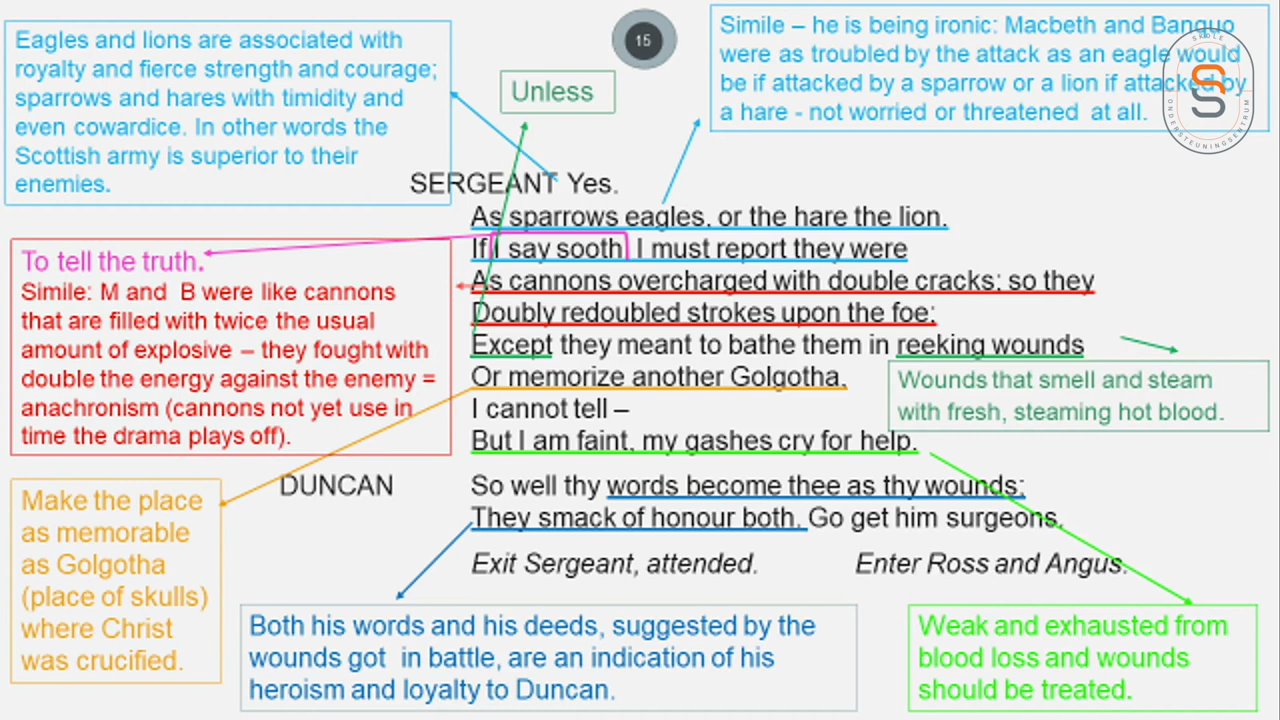 Eagles and lions are associated with
royalty and fierce strength and courage;
sparrows and hares with timidity and
even cowardice. In other words the
Scottish army is superior to their
enemies.
15
Unless
Simile – he is being ironic: Macbeth and Banquo
were as troubled by the attack as an eagle would
be if attacked by a sparrow or a lion if attacked by
a hare - not worried or threatened at all.
SKOLE
ONDERSTEUNINGSENTRUM
SERGEANT Yes.
As sparrows eagles, or the hare the lion.
If I say sooth, I must report they were
As cannons overcharged with double cracks; so they
Doubly redoubled strokes upon the foe;
Except they meant to bathe them in reeking wounds
Or memorize another Golgotha,
I cannot tell –
But I am faint, my gashes cry for help.
To tell the truth.
Simile: M and B were like cannons
that are filled with twice the usual
amount of explosive – they fought with
double the energy against the enemy =
anachronism (cannons not yet use in
time the drama plays off).
Wounds that smell and steam
with fresh, steaming hot blood.
DUNCAN So well thy words become thee as thy wounds;
They smack of honour both. Go get him surgeons.
Exit Sergeant, attended. Enter Ross and Angus.
Make the place
as memorable
as Golgotha
(place of skulls)
where Christ
was crucified.
Both his words and his deeds, suggested by the
wounds got in battle, are an indication of his
heroism and loyalty to Duncan.
Weak and exhausted from
blood loss and wounds
should be treated.